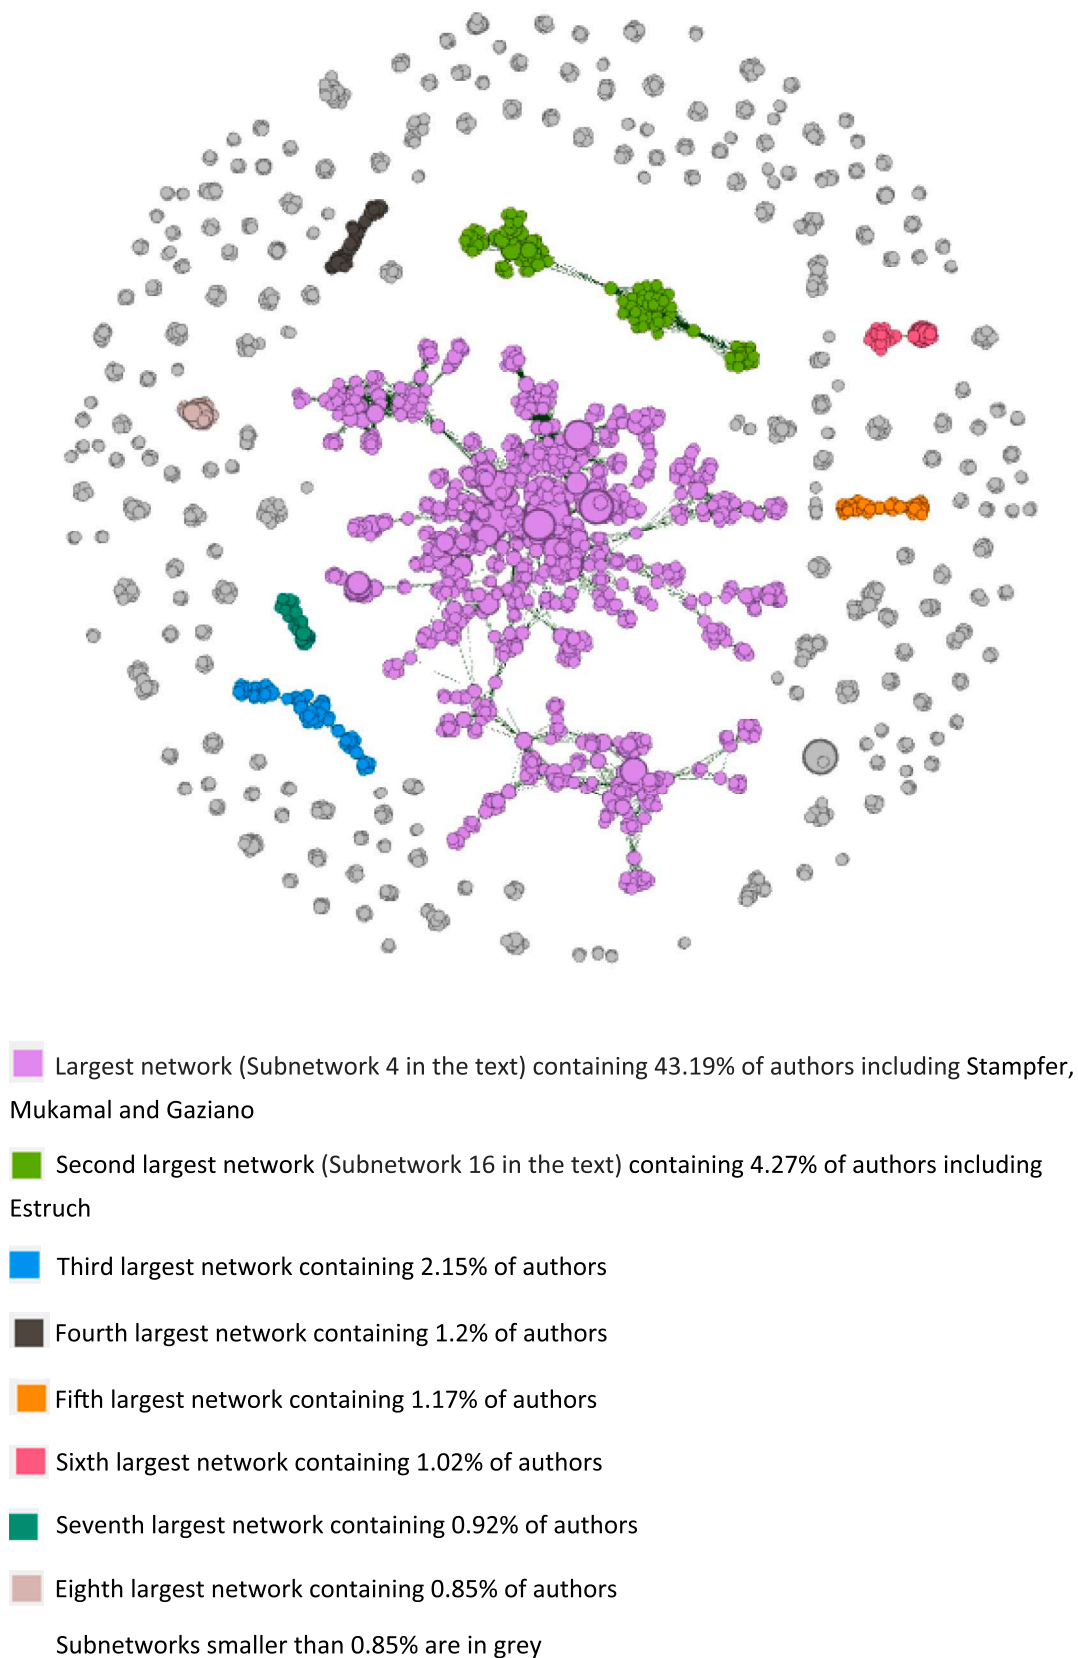 Largest network (Subnetwork 4 in the text) containing 43.19% of authors including Stampfer,
Mukamal and Gaziano
Second largest network (Subnetwork 16 in the text) containing 4.27% of authors including
Estruch
Third largest network containing 2.15% of authors
Fourth largest network containing 1.2% of authors
Fifth largest network containing 1.17% of authors
Sixth largest network containing 1.02% of authors
Seventh largest network containing 0.92% of authors
Eighth largest network containing 0.85% of authors
Subnetworks smaller than 0.85% are in grey